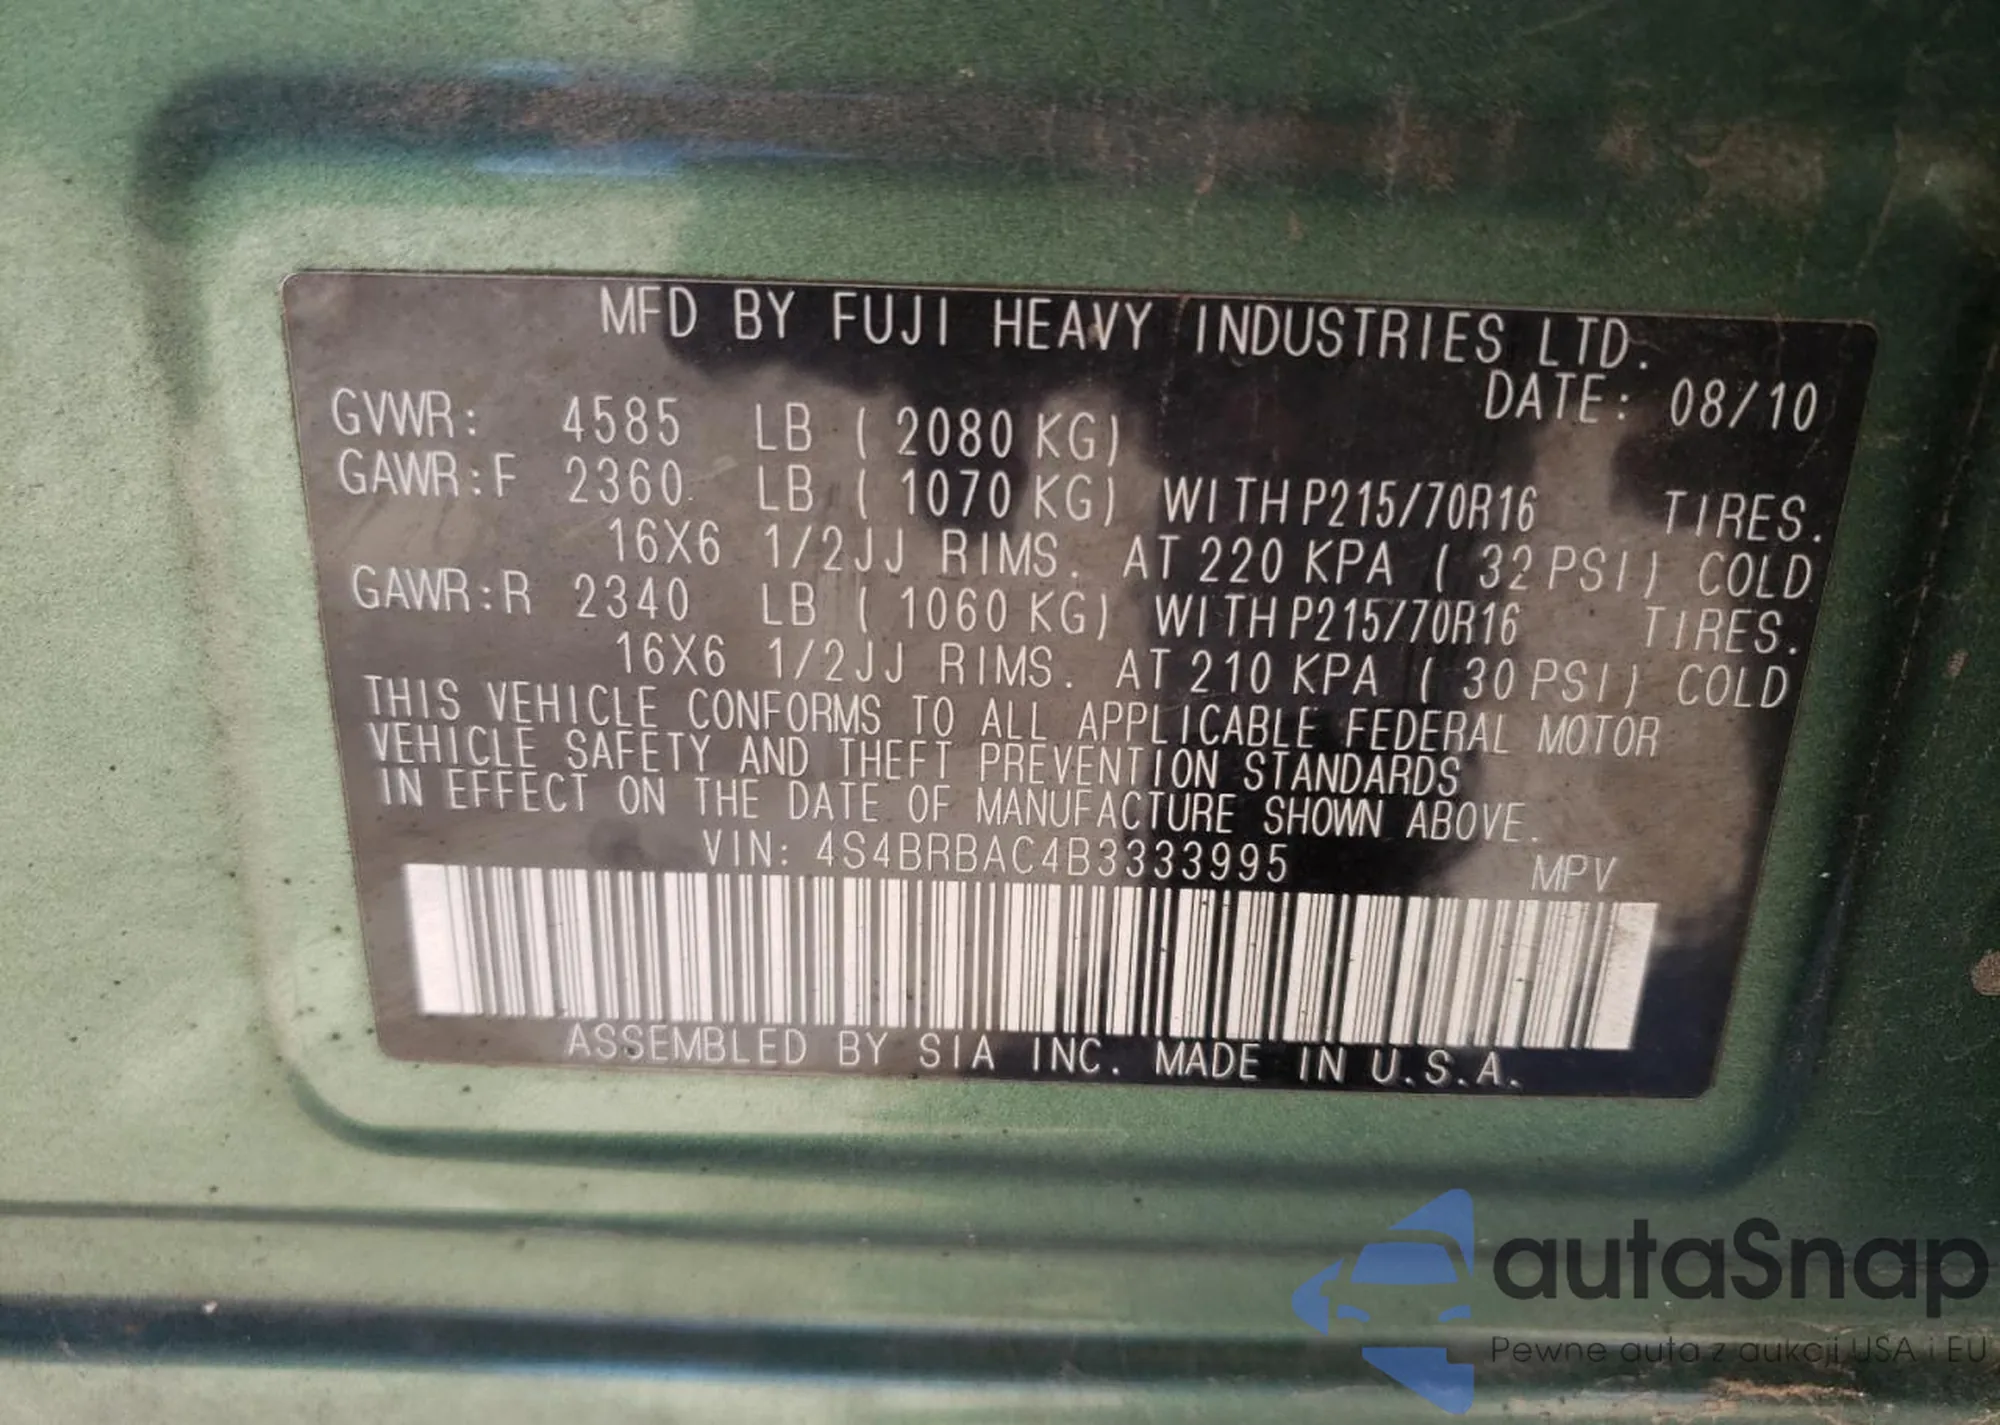 MFD BY FUJI HEAVY INDUSTRIES LTD.
DATE: 08/10
GVWR: 4585 LB ( 2080 KG)
GAWR:F 2360 LB ( 1070 KG) WITH P215/70R16 TIRES.
16X6 1/2JJ RIMS. AT 220 KPA ( 32 PSI) COLD
GAWR:R 2340 LB ( 1060 KG) WITH P215/70R16 TIRES.
16X6 1/2JJ RIMS. AT 210 KPA ( 30 PSI) COLD
THIS VEHICLE CONFORMS TO ALL APPLICABLE FEDERAL MOTOR
VEHICLE SAFETY AND THEFT PREVENTION STANDARDS
IN EFFECT ON THE DATE OF MANUFACTURE SHOWN ABOVE.
VIN: 4S4BRBAC4B3333995 MPV
ASSEMBLED BY SIA INC. MADE IN U.S.A.
autaSnap
Pewne auta z aukcji USA i EU